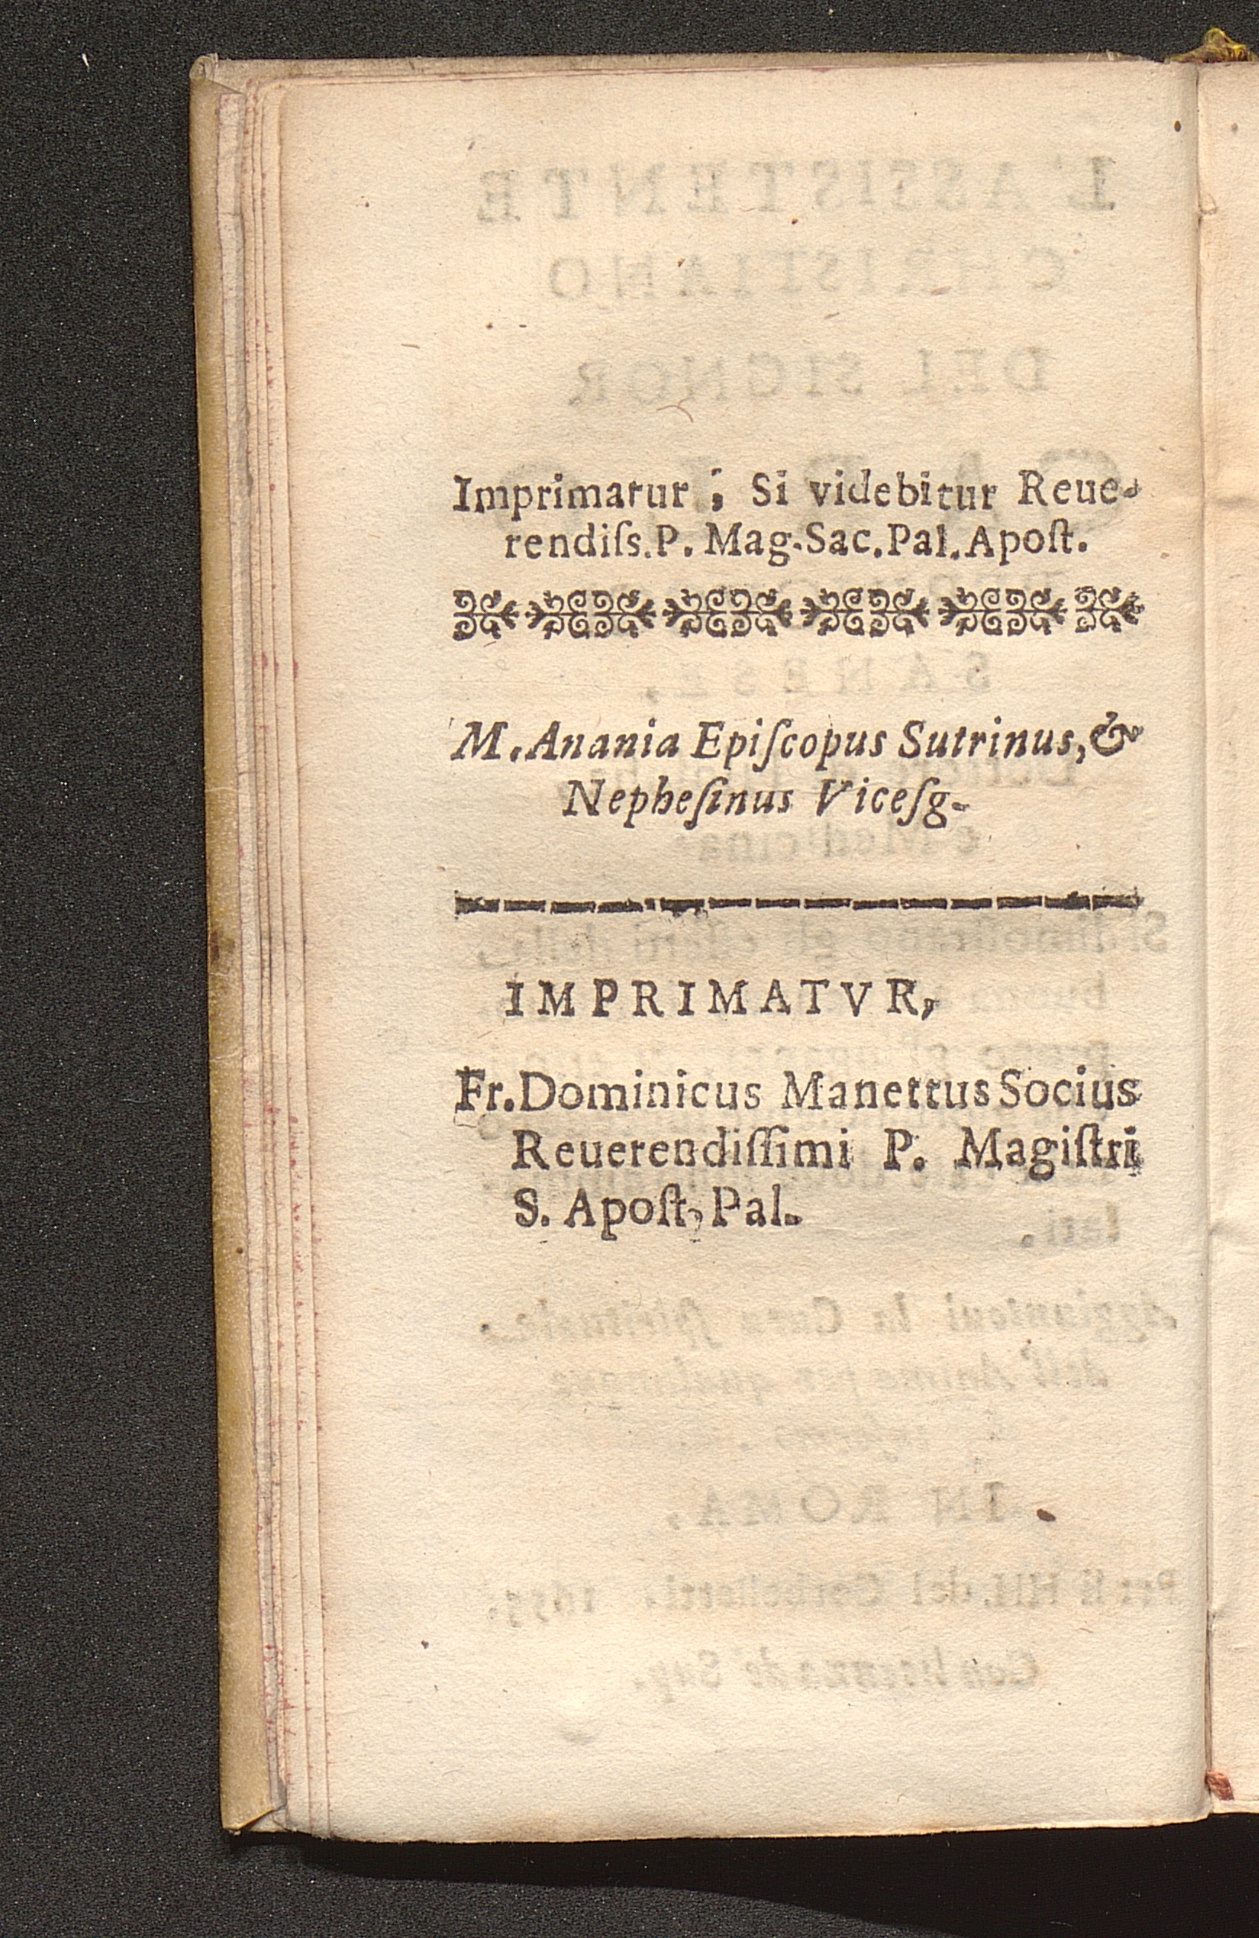 Imprimatur ; Si videbitur Reue-
rendiſs.P. Mag.Sac.Pal.Apoſt.
M.Anania Epiſcopus Sutrinus,&
Nepheſinus Viceſg.
IMPRIMATVR,
Fr.Dominicus Manettus Socius
Reuerendiſſimi P. Magiſtri
S. Apoſt, Pal.